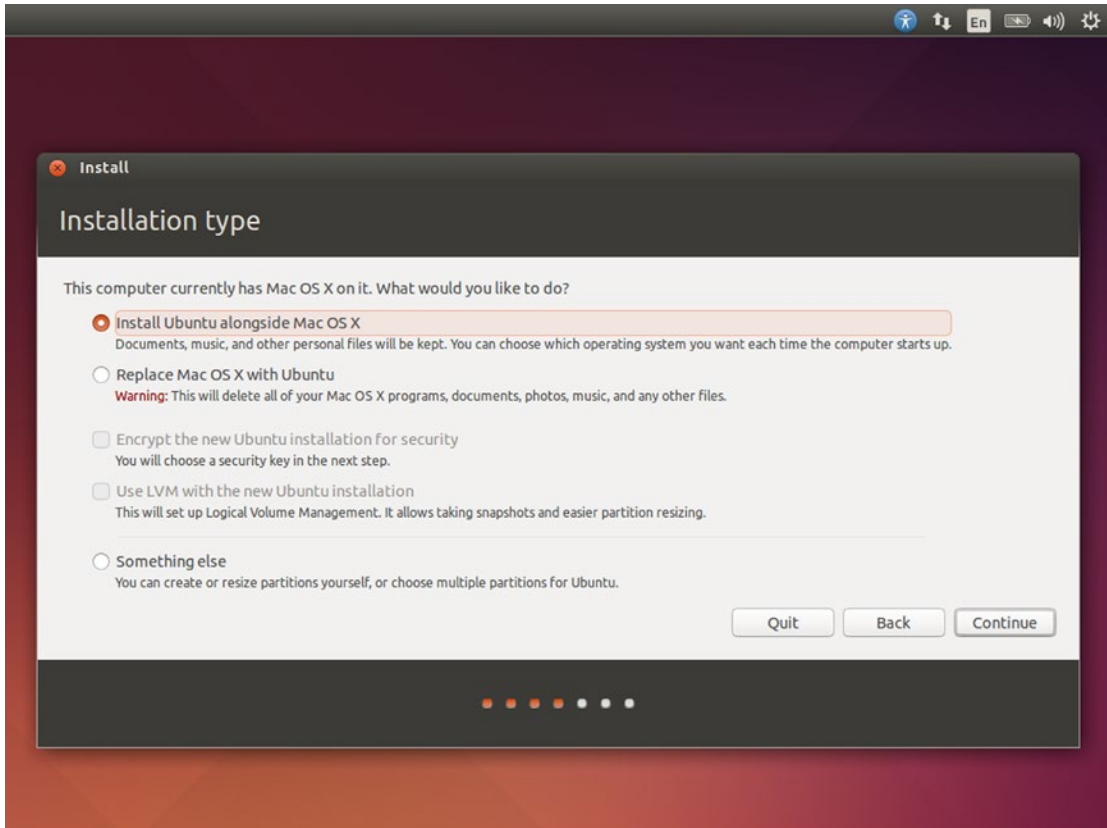 En
Install
Installation type
This computer currently has Mac OS X on it. What would you like to do?
Install Ubuntu alongside Mac OS X
Documents, music, and other personal files will be kept. You can choose which operating system you want each time the computer starts up.
Replace Mac OS X with Ubuntu
Warning: This will delete all of your Mac OS X programs, documents, photos, music, and any other files.
Encrypt the new Ubuntu installation for security
You will choose a security key in the next step.
Use LVM with the new Ubuntu installation
This will set up Logical Volume Management. It allows taking snapshots and easier partition resizing.
Something else
You can create or resize partitions yourself, or choose multiple partitions for Ubuntu.
Quit Back Continue